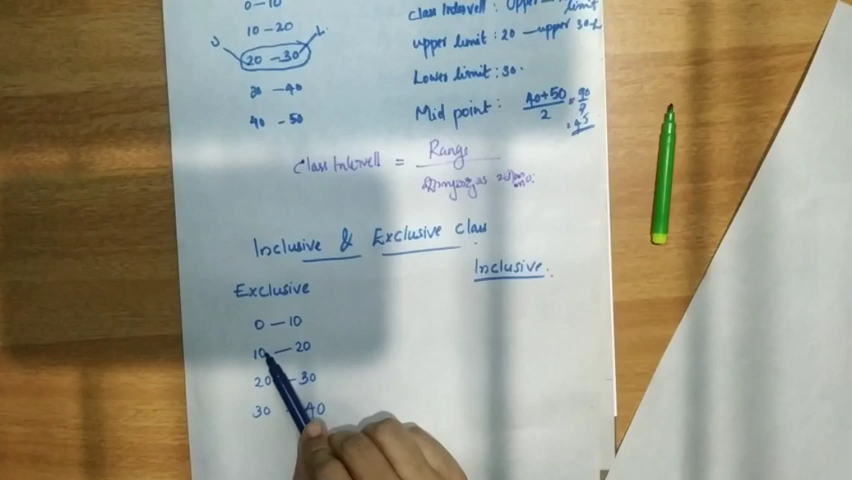 0-10
10-20
20-30
30-40
40-50
Class Intervell : Upper - limit
upper limit : 20 - upper 30-L
Lower limit : 30.
Mid point : 40+50/2 = 90/2
= 45
Class Intervell = Range
Inclusive & Exclusive Class
Exclusive
0-10
10-20
20-30
30-40
Inclusive.